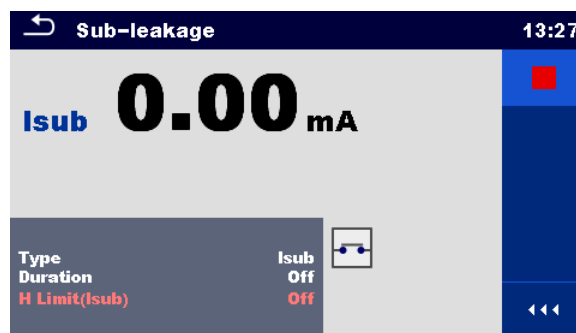 Sub-leakage 13:27
Isub 0.00 mA
Type Isub
Duration Off
H Limit(Isub) Off